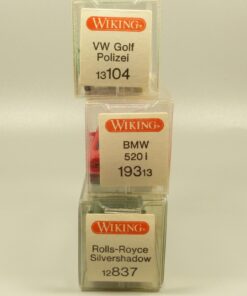 WIKING®
VW Golf
Polizei
13104
WIKING®
BMW
520 i
19313
WIKING®
Rolls-Royce
Silvershadow
12837